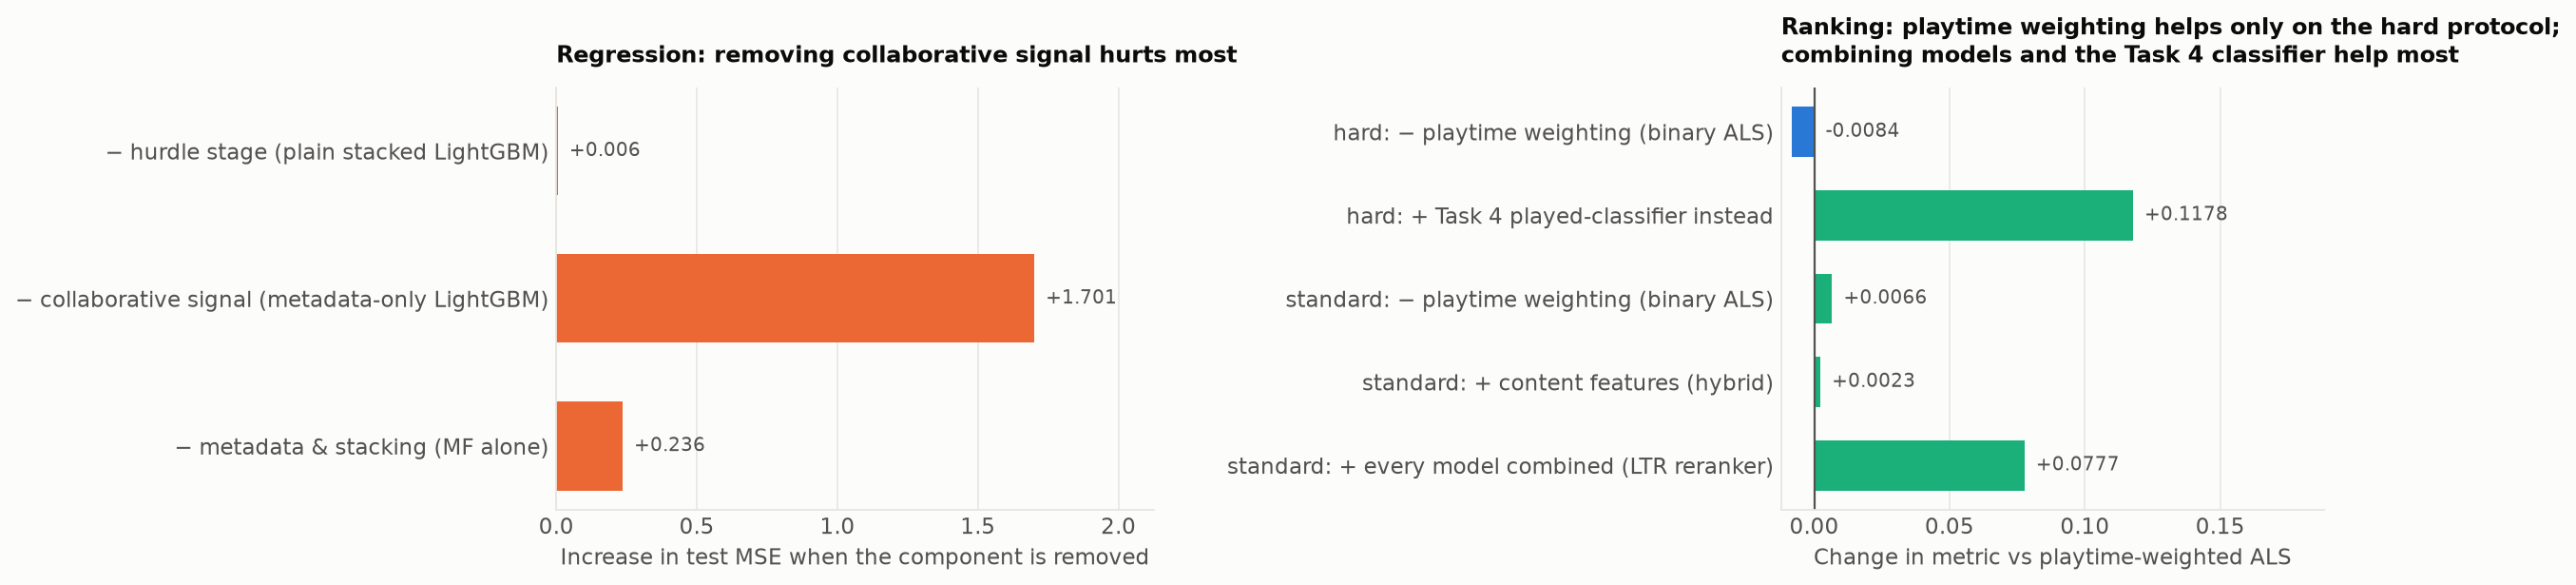 Regression: removing collaborative signal hurts most
− hurdle stage (plain stacked LightGBM)
+0.006
− collaborative signal (metadata-only LightGBM)
+1.701
− metadata & stacking (MF alone)
+0.236
0.0 0.5 1.0 1.5 2.0
Increase in test MSE when the component is removed
Ranking: playtime weighting helps only on the hard protocol;
combining models and the Task 4 classifier help most
hard: − playtime weighting (binary ALS)
-0.0084
hard: + Task 4 played-classifier instead
+0.1178
standard: − playtime weighting (binary ALS)
+0.0066
standard: + content features (hybrid)
+0.0023
standard: + every model combined (LTR reranker)
+0.0777
0.00 0.05 0.10 0.15
Change in metric vs playtime-weighted ALS